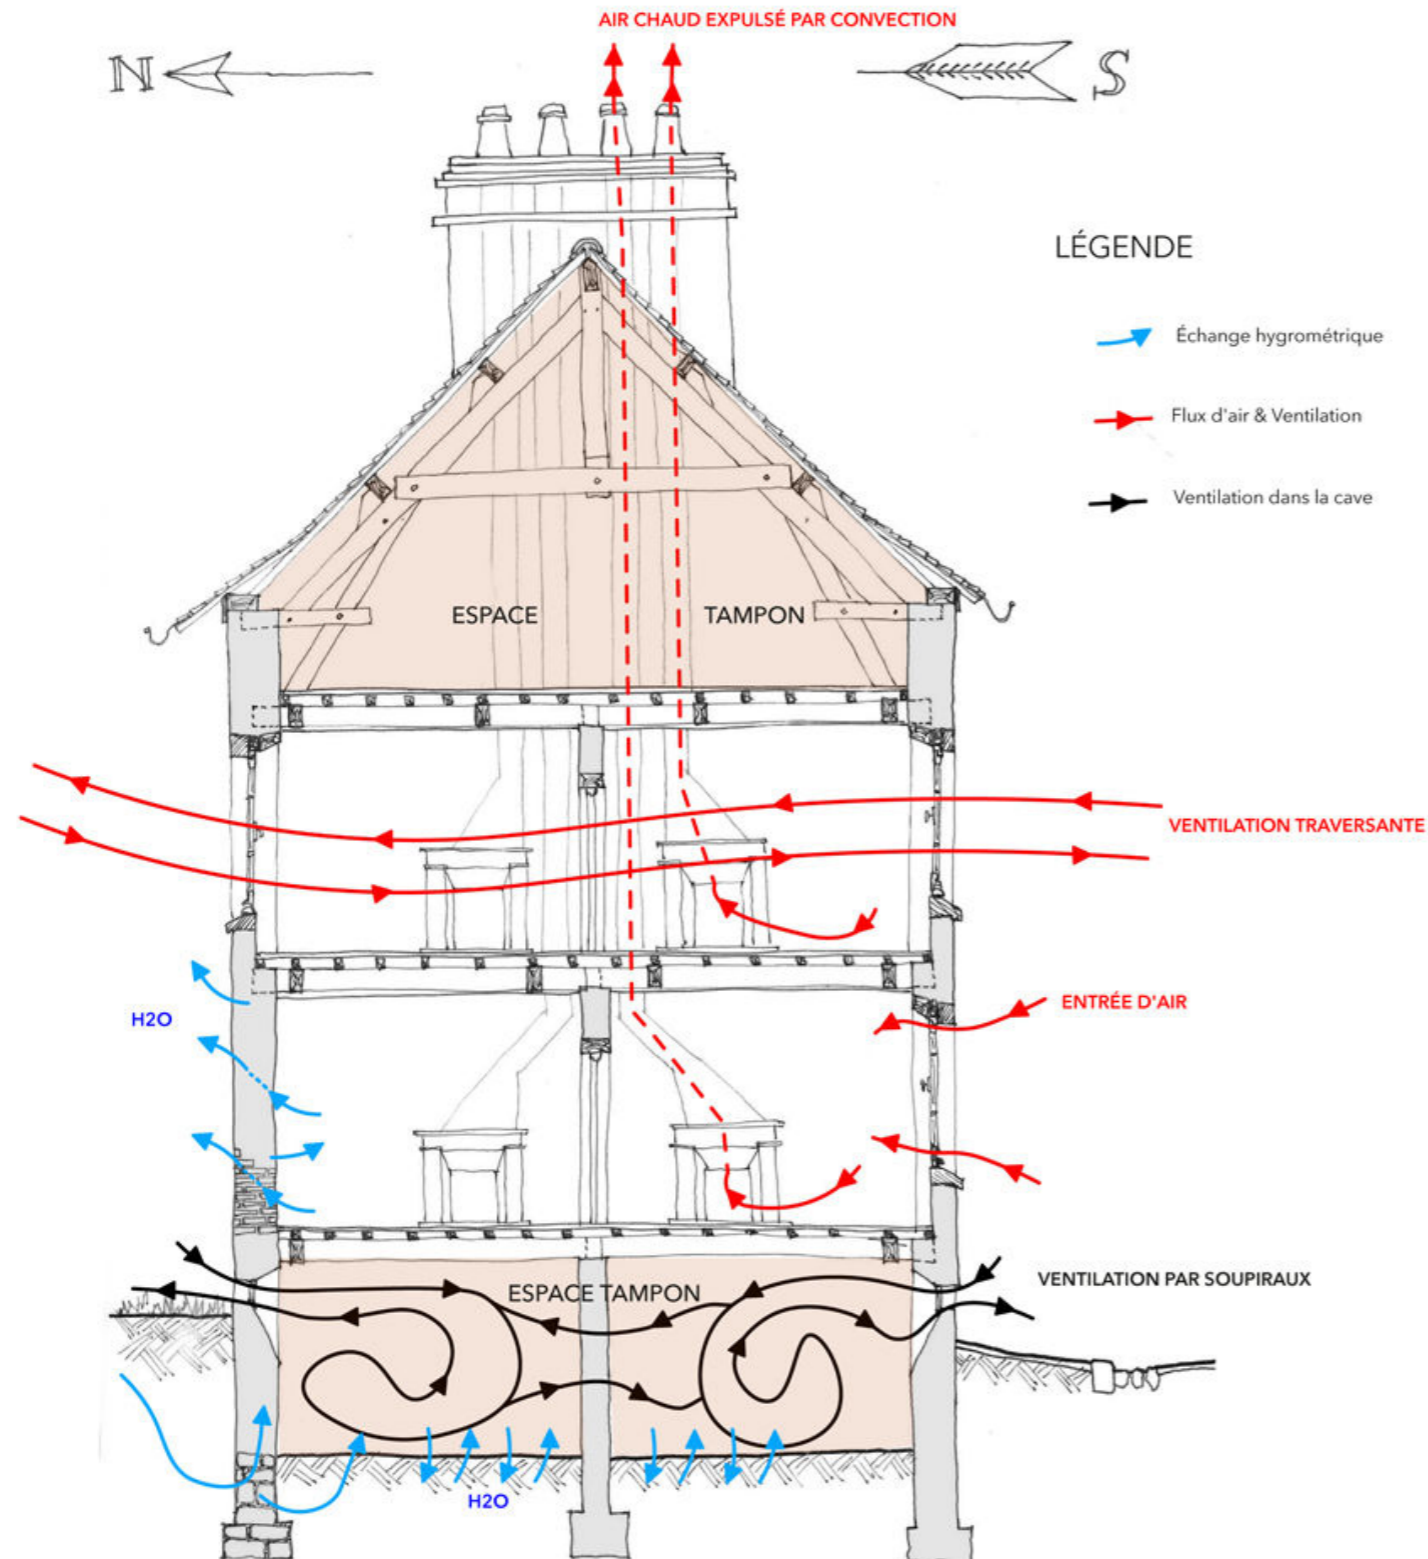 AIR CHAUD EXPULSÉ PAR CONVECTION
N
S
LÉGENDE
Échange hygrométrique
Flux d'air & Ventilation
Ventilation dans la cave
ESPACE TAMPON
VENTILATION TRAVERSANTE
ENTRÉE D'AIR
H2O
VENTILATION PAR SOUPIRAUX
ESPACE TAMPON
H2O